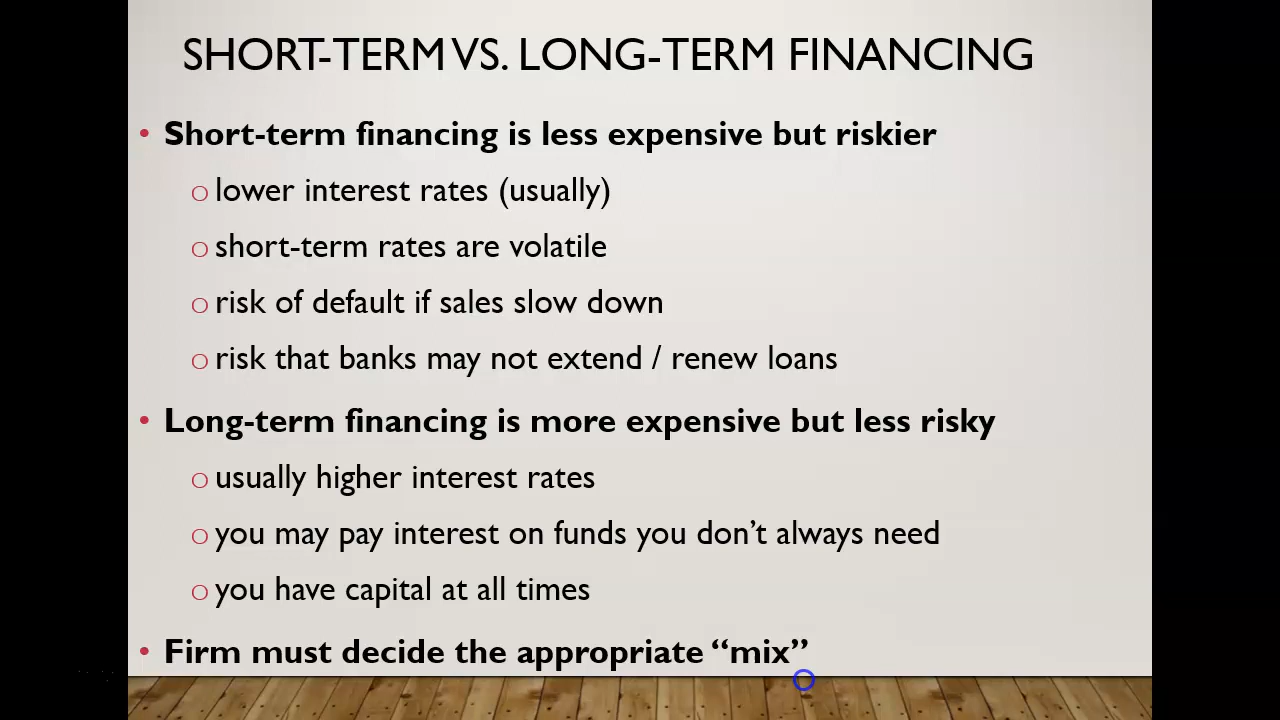 SHORT-TERM VS. LONG-TERM FINANCING
• Short-term financing is less expensive but riskier
o lower interest rates (usually)
o short-term rates are volatile
o risk of default if sales slow down
o risk that banks may not extend / renew loans
• Long-term financing is more expensive but less risky
o usually higher interest rates
o you may pay interest on funds you don’t always need
o you have capital at all times
• Firm must decide the appropriate “mix”